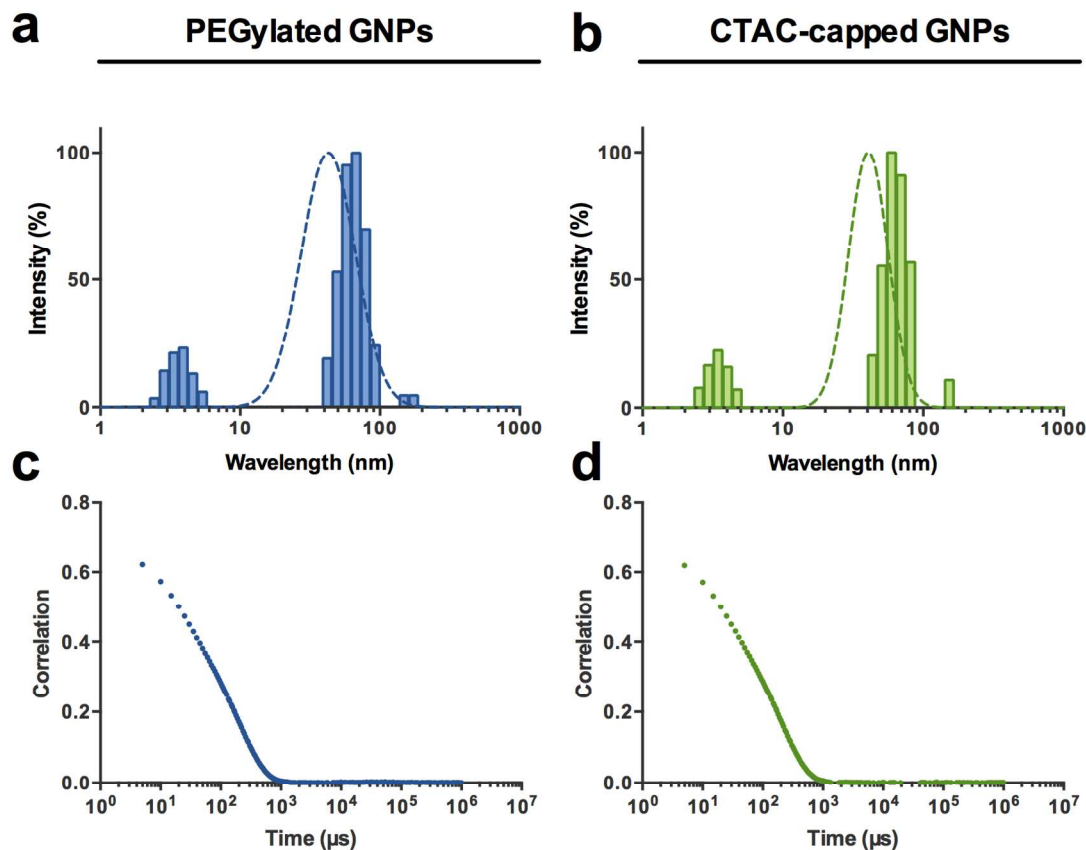 a
PEGylated GNPs
b
CTAC-capped GNPs
Intensity (%)
100
50
0
1
10
100
1000
Wavelength (nm)
Intensity (%)
100
50
0
1
10
100
1000
Wavelength (nm)
c
Correlation
0.8
0.6
0.4
0.2
0.0
10⁰
10¹
10²
10³
10⁴
10⁵
10⁶
10⁷
Time (µs)
d
Correlation
0.8
0.6
0.4
0.2
0.0
10⁰
10¹
10²
10³
10⁴
10⁵
10⁶
10⁷
Time (µs)